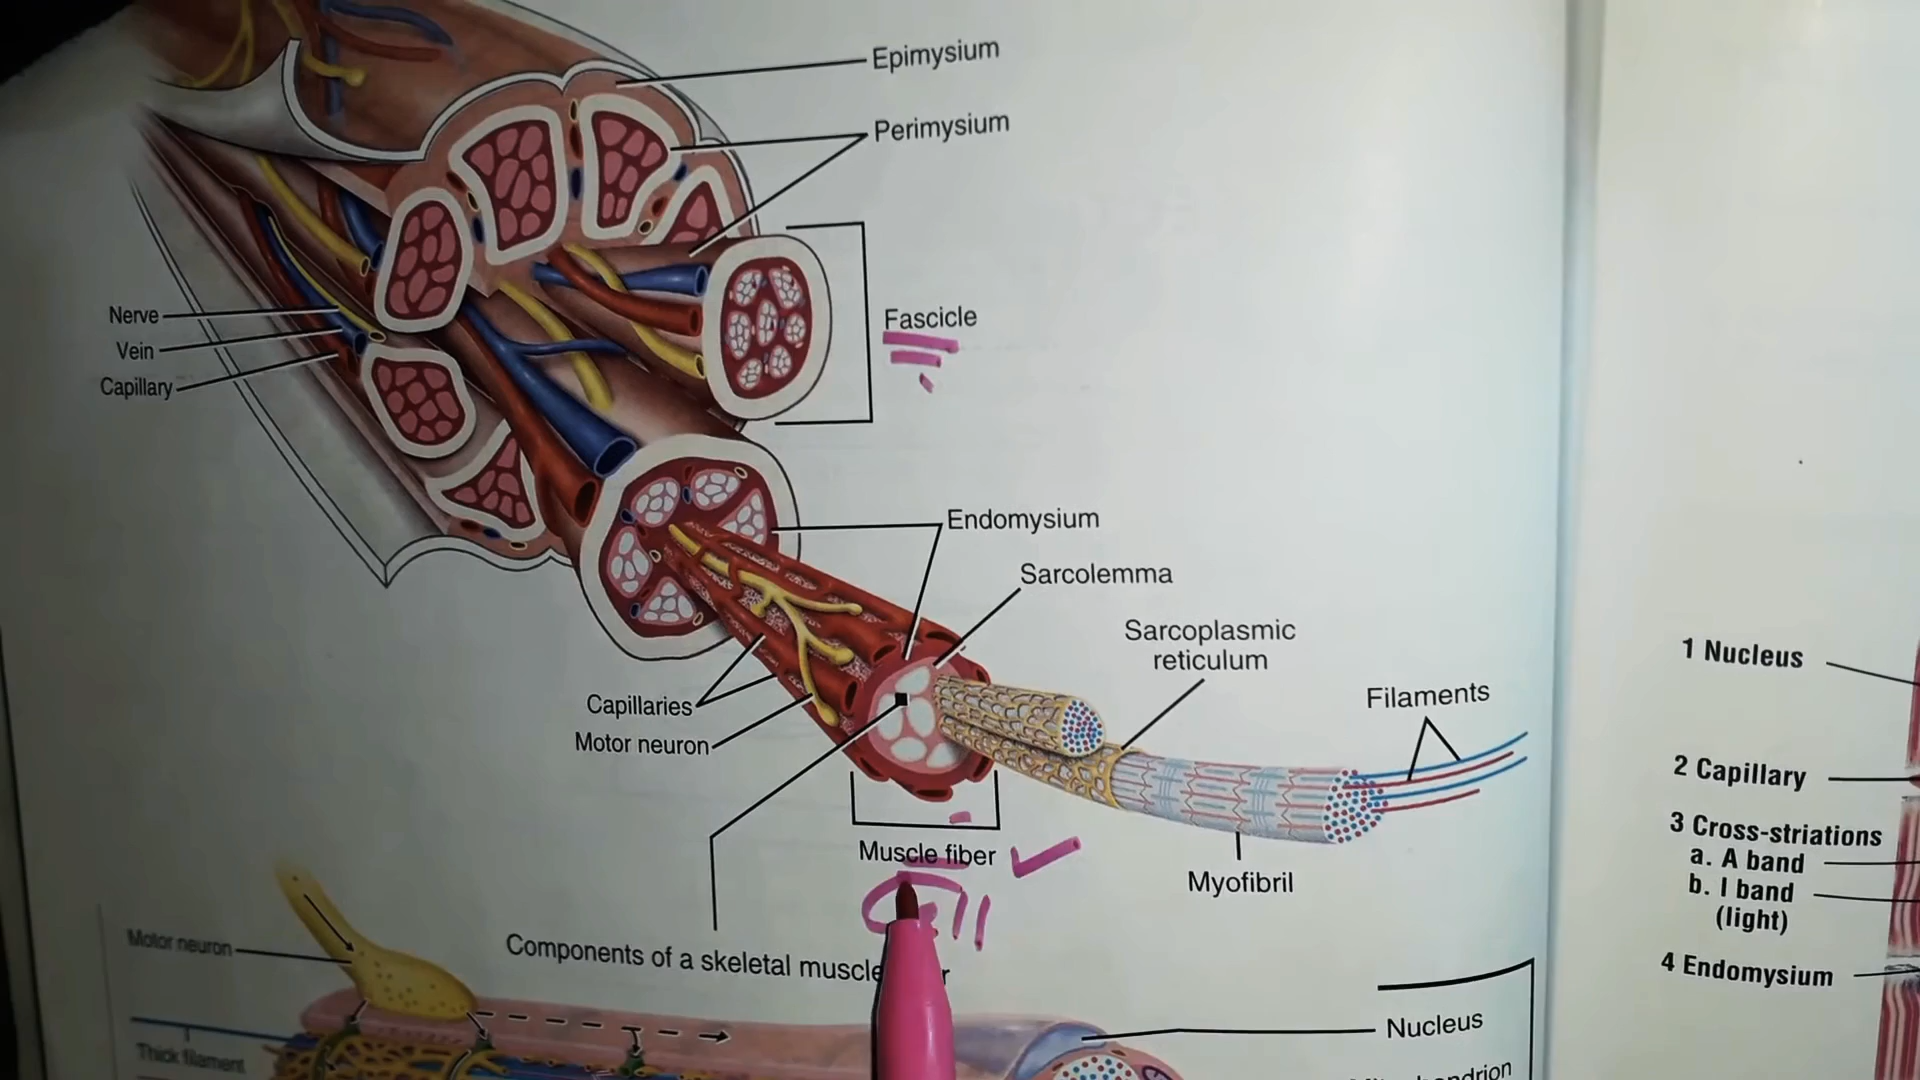 Epimysium
Perimysium
Nerve
Vein
Capillary
Fascicle
Endomysium
Sarcolemma
Sarcoplasmic
reticulum
Filaments
Capillaries
Motor neuron
Muscle fiber
Cell
Myofibril
Components of a skeletal muscle
Motor neuron
Thick filament
Nucleus
1 Nucleus
2 Capillary
3 Cross-striations
a. A band
b. I band
(light)
4 Endomysium